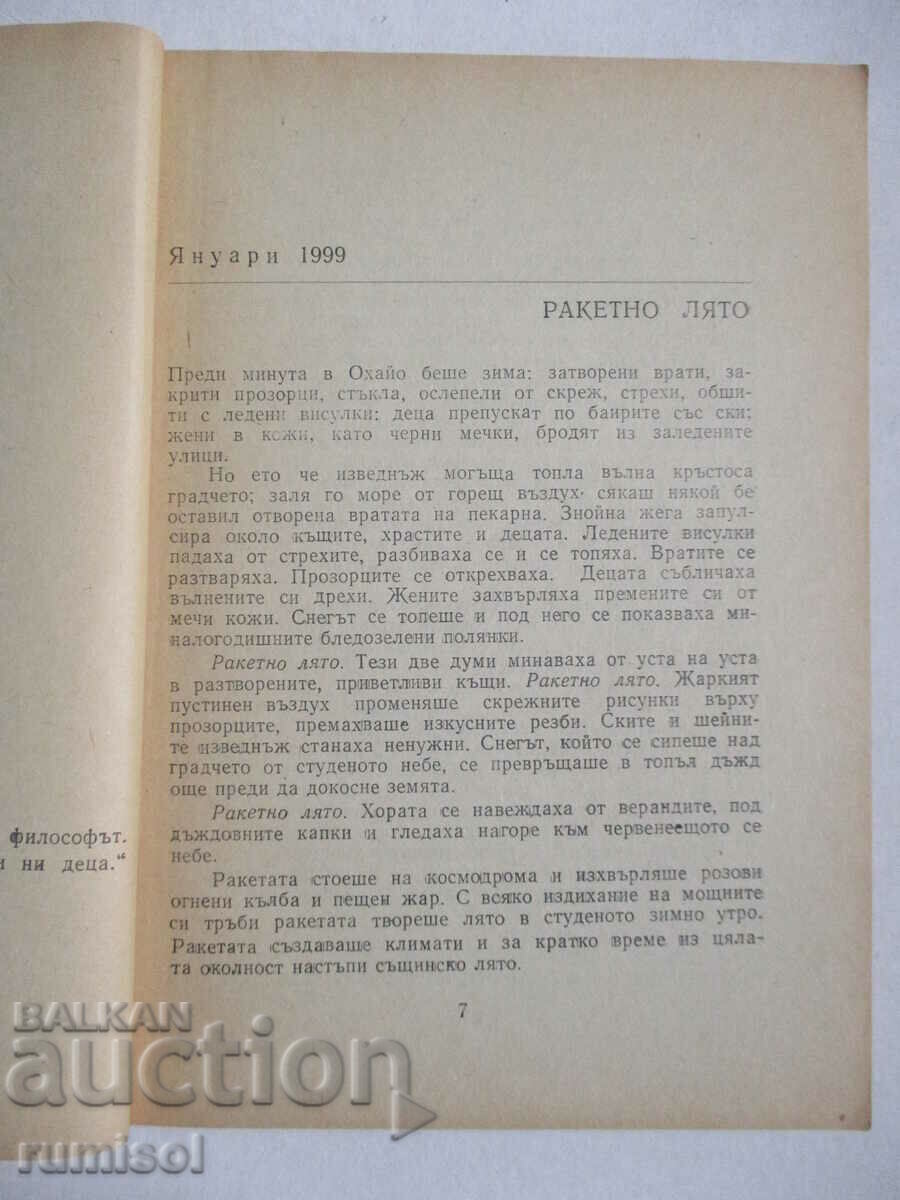 философът.
и ни деца.“
Януари 1999
РАКЕТНО ЛЯТО
Преди минута в Охайо беше зима: затворени врати, за-
крити прозорци, стъкла, ослепели от скреж, стрехи, обши-
ти с ледени висулки; деца препускат по баирите със ски;
жени в кожи, като черни мечки, бродят из заледените
улици.
Но ето че изведнъж могъща топла вълна кръстоса
градчето; заля го море от горещ въздух· сякаш някой бе
оставил отворена вратата на пекарна. Знойна жега запул-
сира около къщите, храстите и децата. Ледените висулки
падаха от стрехите, разбиваха се и се топяха. Вратите се
разтваряха. Прозорците се открехваха. Децата събличаха
вълнените си дрехи. Жените захвърляха премените си от
мечи кожи. Снегът се топеше и под него се показваха ми-
налогодишните бледозелени полянки.
Ракетно лято. Тези две думи минаваха от уста на уста
в разтворените, приветливи къщи. Ракетно лято. Жаркият
пустинен въздух променяше скрежните рисунки върху
прозорците, премахваше изкусните резби. Ските и шейни-
те изведнъж станаха ненужни. Снегът, който се сипеше над
градчето от студеното небе, се превръщаше в топъл дъжд
още преди да докосне земята.
Ракетно лято. Хората се навеждаха от верандите, под
дъждовните капки и гледаха нагоре към червенеещото се
небе.
Ракетата стоеше на космодрома и изхвърляше розови
огнени кълба и пещен жар. С всяко издихание на мощните
си тръби ракетата твореше лято в студеното зимно утро.
Ракетата създаваше климати и за кратко време из цяла-
та околност настъпи същинско лято.
7
BALKAN
auction
rumisol